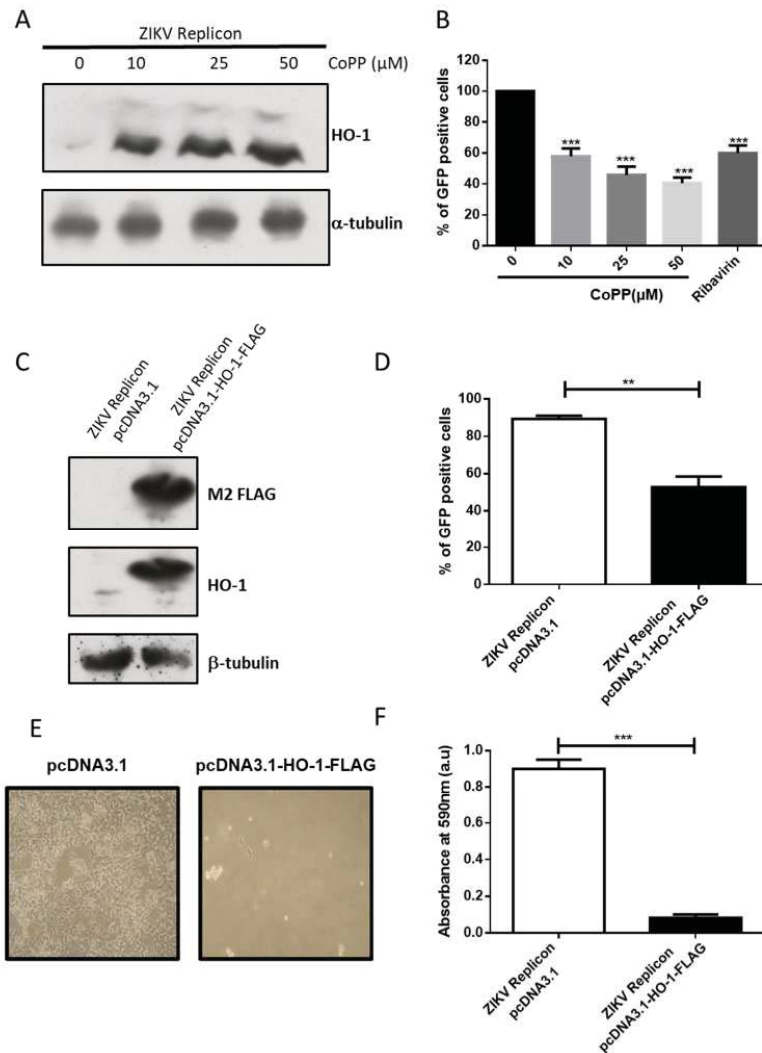 A
ZIKV Replicon
0 10 25 50 CoPP (µM)
HO-1
α-tubulin
B
% of GFP positive cells
120
100
80
60
40
20
0
*** *** *** ***
0 10 25 50 Ribavirin
CoPP(µM)
C
ZIKV Replicon
pcDNA3.1
ZIKV Replicon
pcDNA3.1-HO-1-FLAG
M2 FLAG
HO-1
β-tubulin
D
**
% of GFP positive cells
100
80
60
40
20
0
ZIKV Replicon
pcDNA3.1
ZIKV Replicon
pcDNA3.1-HO-1-FLAG
E
pcDNA3.1 pcDNA3.1-HO-1-FLAG
F
***
Absorbance at 590nm (a.u)
1.0
0.8
0.6
0.4
0.2
0.0
ZIKV Replicon
pcDNA3.1
ZIKV Replicon
pcDNA3.1-HO-1-FLAG